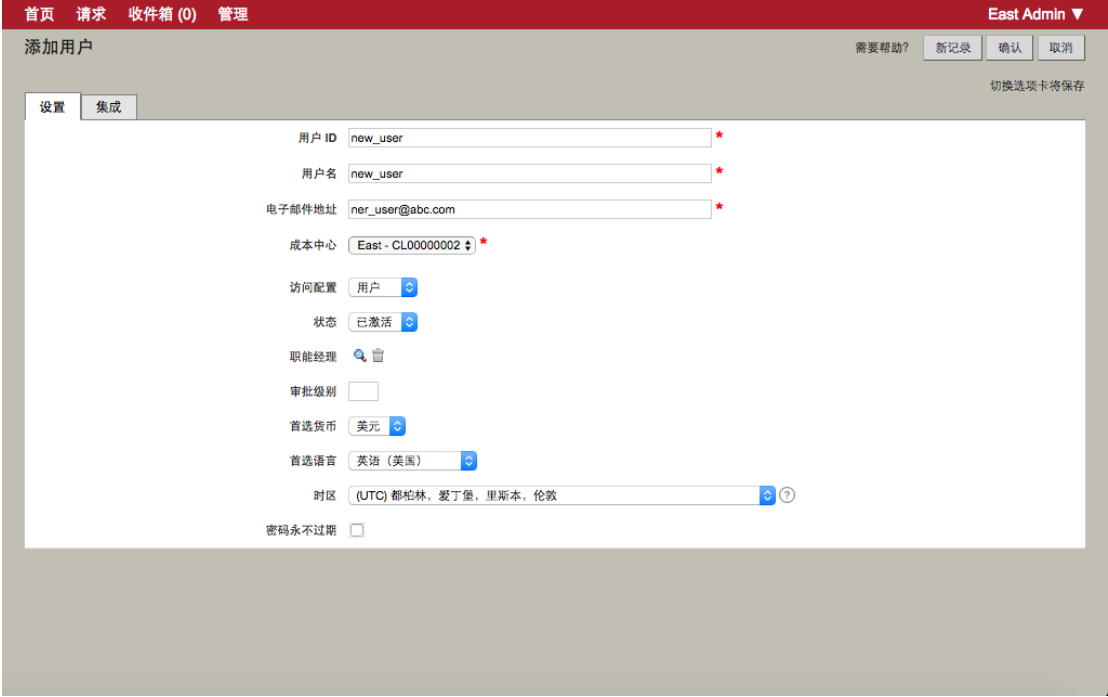 首页 请求 收件箱 (0) 管理 East Admin ▼
添加用户 需要帮助? 新记录 确认 取消
切换选项卡将保存
设置 集成
用户 ID new_user *
用户名 new_user *
电子邮件地址 ner_user@abc.com *
成本中心 East - CL00000002 *
访问配置 用户
状态 已激活
职能经理
审批级别
首选货币 美元
首选语言 英语（美国）
时区 (UTC) 都柏林，爱丁堡，里斯本，伦敦 ?
密码永不过期